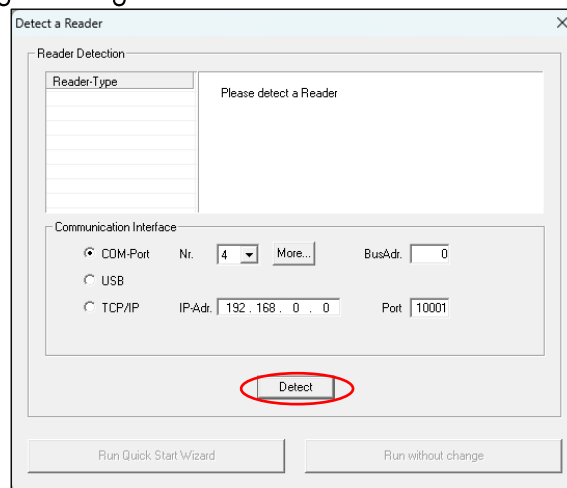 Detect a Reader
Reader Detection
Reader-Type
Please detect a Reader
Communication Interface
COM-Port Nr. 4 More... BusAdr. 0
USB
TCP/IP IP-Adr. 192 . 168 . 0 . 0 Port 10001
Detect
Run Quick Start Wizard Run without change